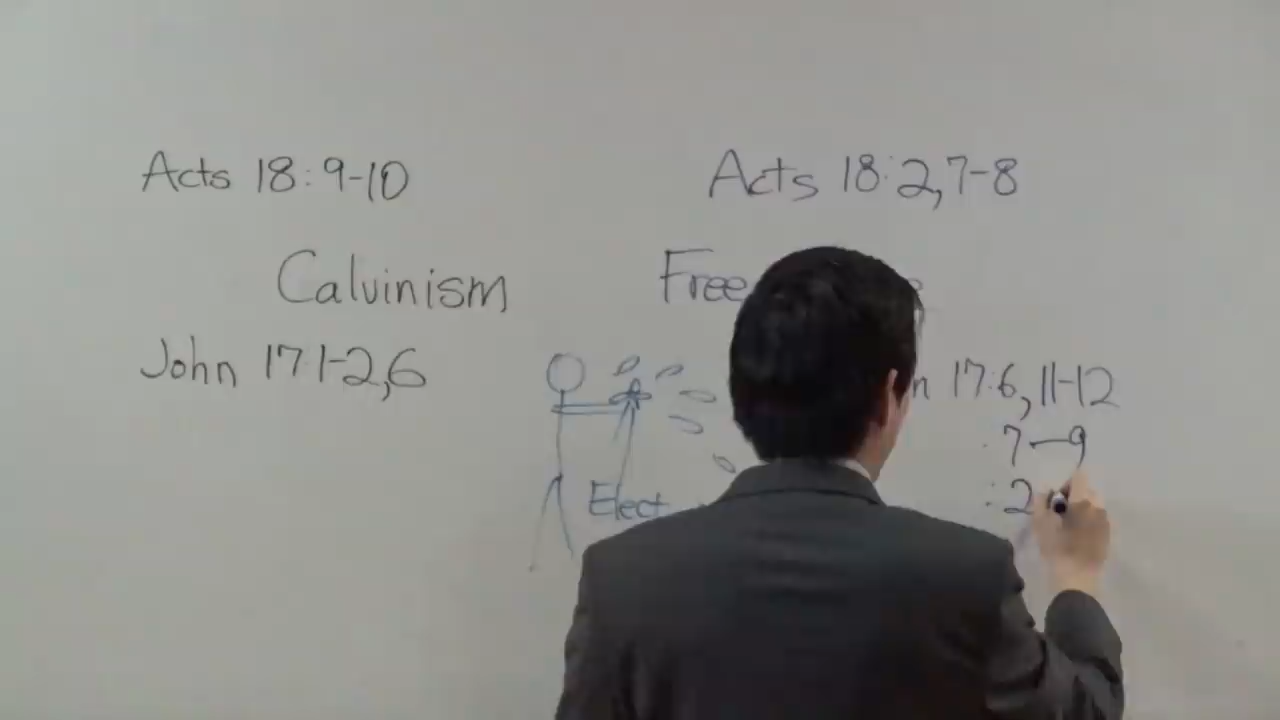 Acts 18:9-10
Acts 18:2,7-8
Calvinism
Free
John 17:1-2,6
17:6,11-12
:7-9
Elect
:2